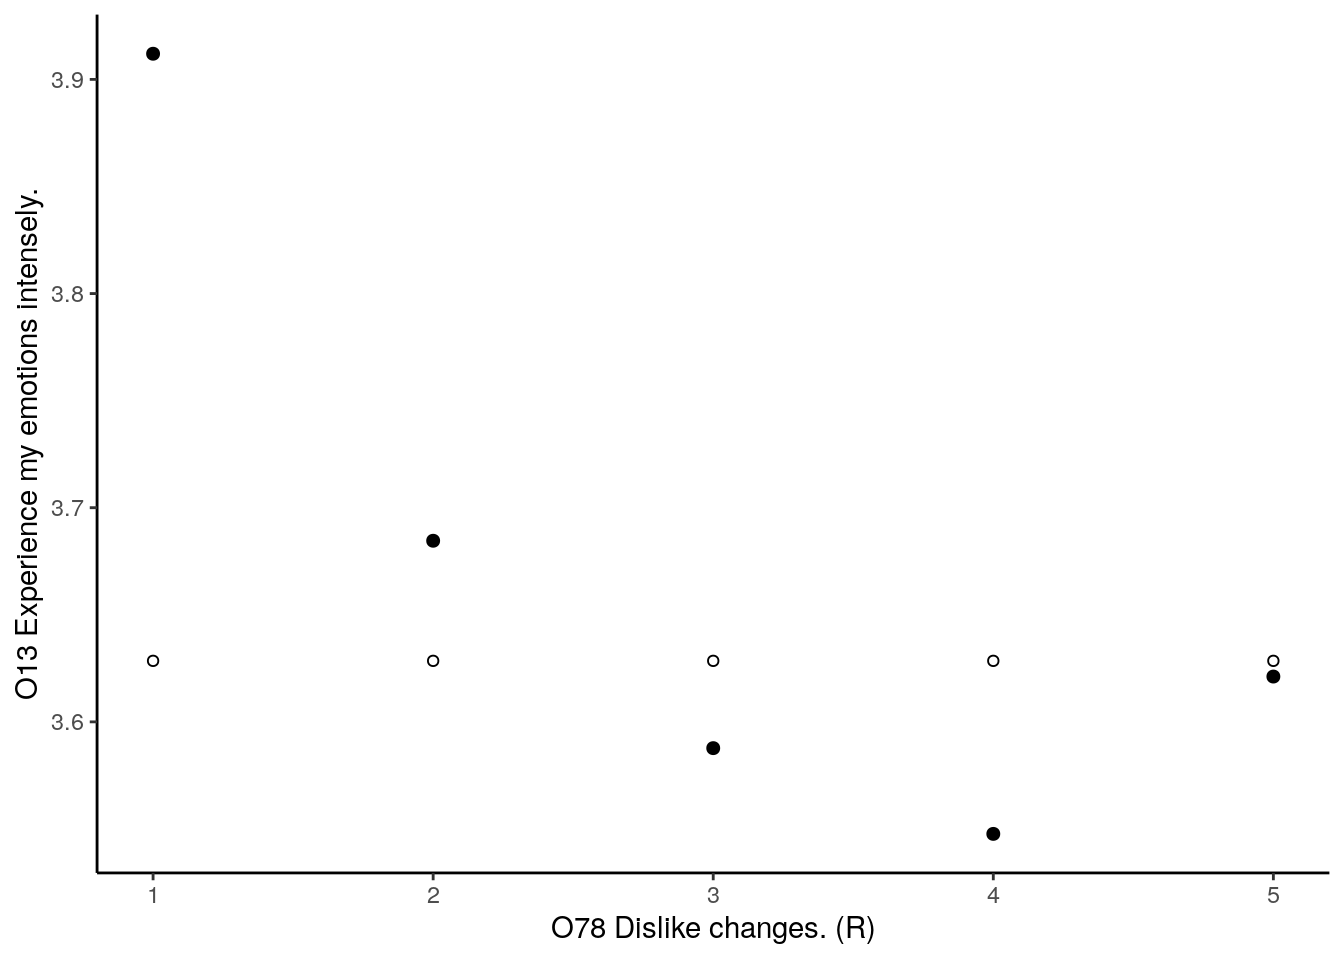 3.9
3.8
3.7
3.6
O13 Experience my emotions intensely.
1 2 3 4 5
O78 Dislike changes. (R)